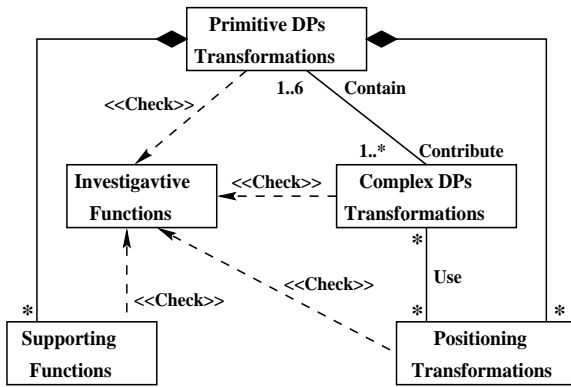 Primitive DPs
Transformations
<<Check>>
1..6
Contain
1..*
Contribute
Investigavtive
Functions
<<Check>>
Complex DPs
Transformations
*
<<Check>>
<<Check>>
Use
*
*
*
Supporting
Functions
Positioning
Transformations